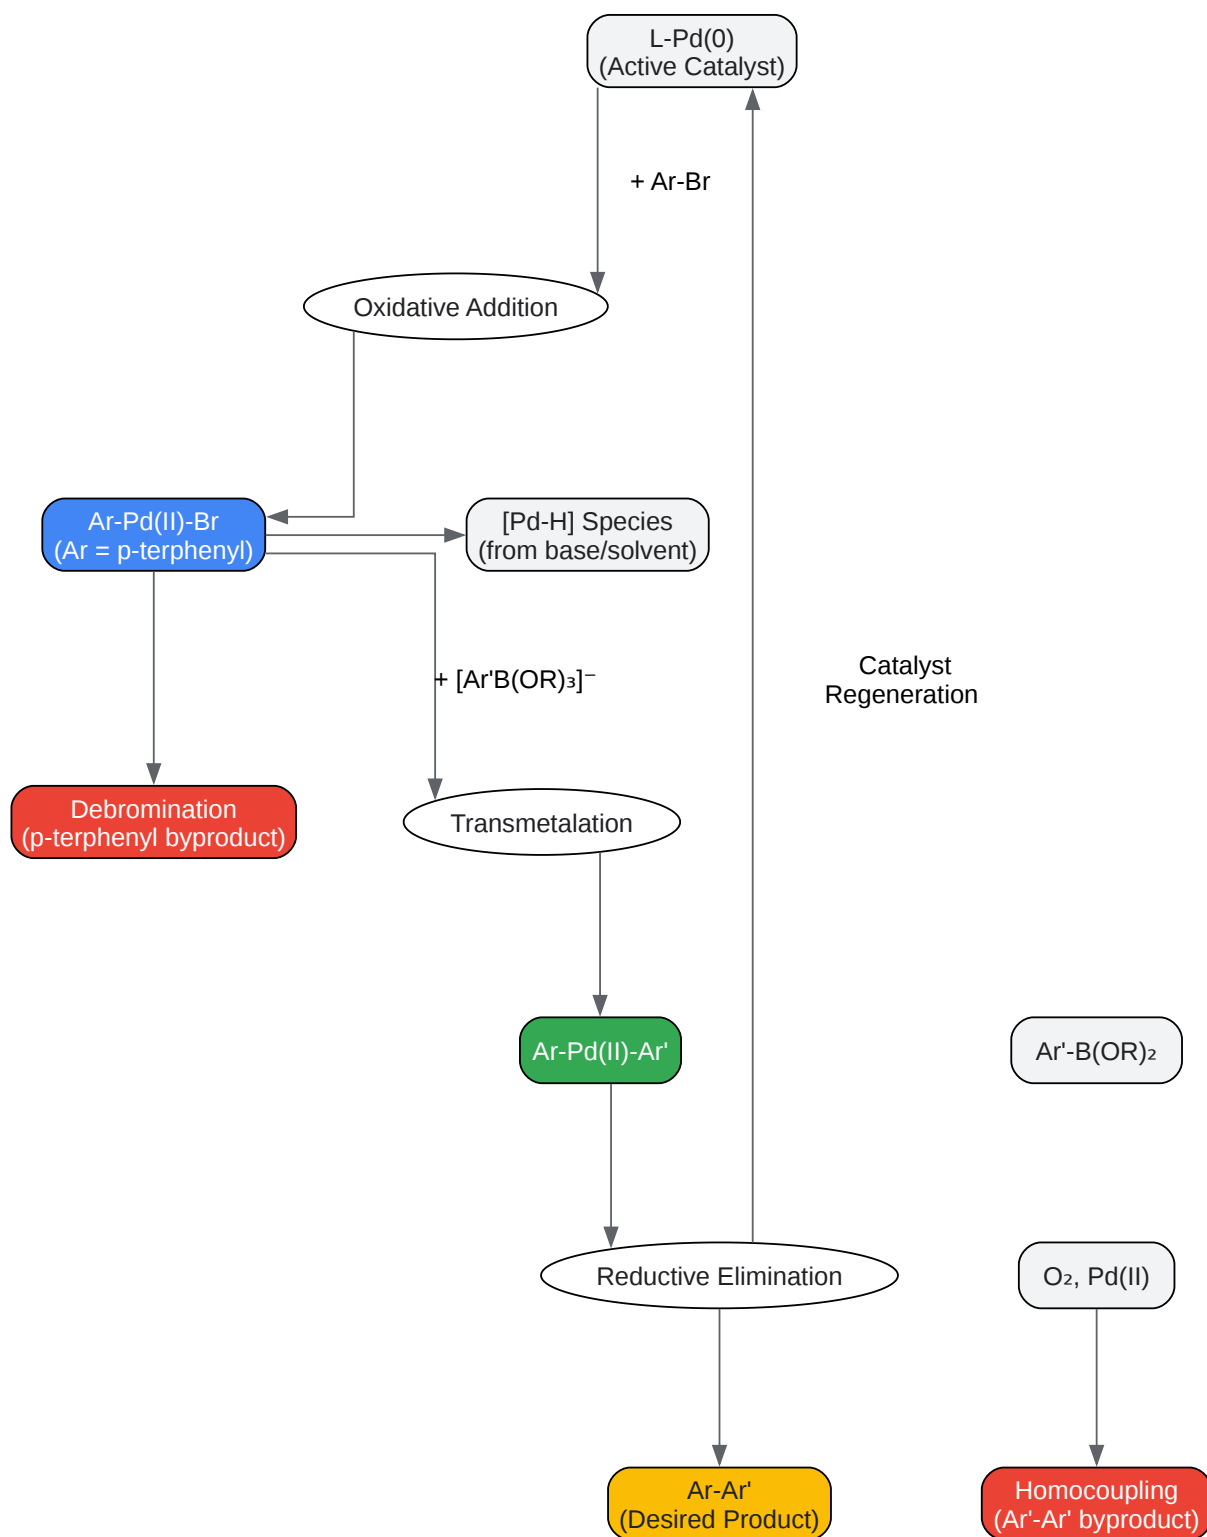 L-Pd(0)
(Active Catalyst)
+ Ar-Br
Oxidative Addition
Ar-Pd(II)-Br
(Ar = p-terphenyl)
[Pd-H] Species
(from base/solvent)
+ [Ar'B(OR)₃]⁻
Catalyst
Regeneration
Debromination
(p-terphenyl byproduct)
Transmetalation
Ar-Pd(II)-Ar'
Ar'-B(OR)₂
Reductive Elimination
O₂, Pd(II)
Ar-Ar'
(Desired Product)
Homocoupling
(Ar'-Ar' byproduct)